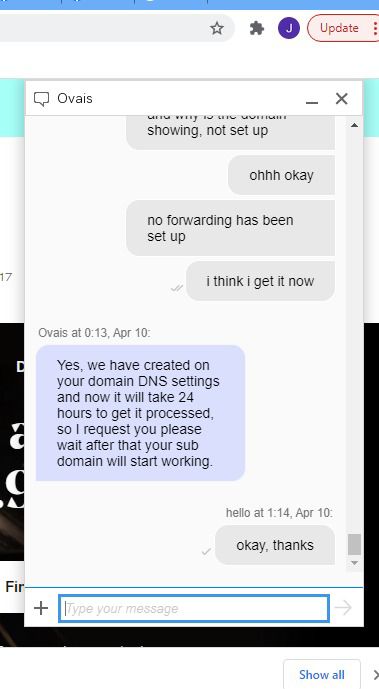 J
Update
Ovais
and why is the domain
showing, not set up
ohhh okay
no forwarding has been
set up
17
i think i get it now
Ovais at 0:13, Apr 10:
Yes, we have created on
your domain DNS settings
and now it will take 24
hours to get it processed,
so I request you please
wait after that your sub
domain will start working.
hello at 1:14, Apr 10:
okay, thanks
Fir
Type your message
Show all